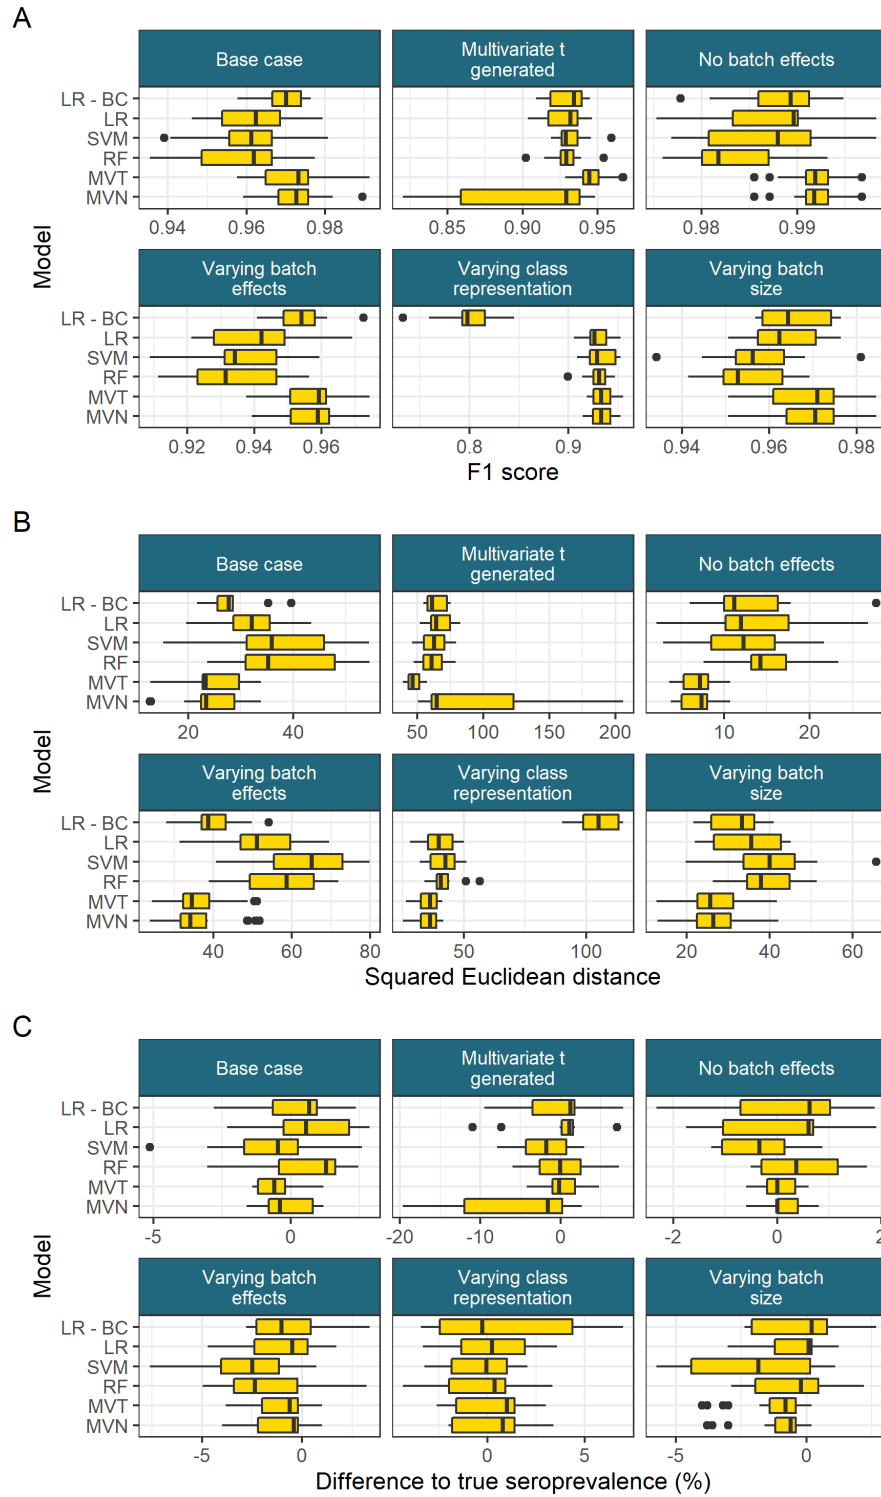 A
Base case
Multivariate t
generated
No batch effects
LR - BC
LR
SVM
RF
MVT
MVN
0.94 0.96 0.98
0.85 0.90 0.95
0.98 0.99
Model
Varying batch
effects
Varying class
representation
Varying batch
size
LR - BC
LR
SVM
RF
MVT
MVN
0.92 0.94 0.96
0.8 0.9
0.94 0.96 0.98
F1 score
B
Base case
Multivariate t
generated
No batch effects
LR - BC
LR
SVM
RF
MVT
MVN
20 40
50 100 150 200
10 20
Model
Varying batch
effects
Varying class
representation
Varying batch
size
LR - BC
LR
SVM
RF
MVT
MVN
40 60 80
50 100
20 40 60
Squared Euclidean distance
C
Base case
Multivariate t
generated
No batch effects
LR - BC
LR
SVM
RF
MVT
MVN
-5 0
-20 -10 0
-2 0 2
Model
Varying batch
effects
Varying class
representation
Varying batch
size
LR - BC
LR
SVM
RF
MVT
MVN
-5 0
0 5
-5 0
Difference to true seroprevalence (%)